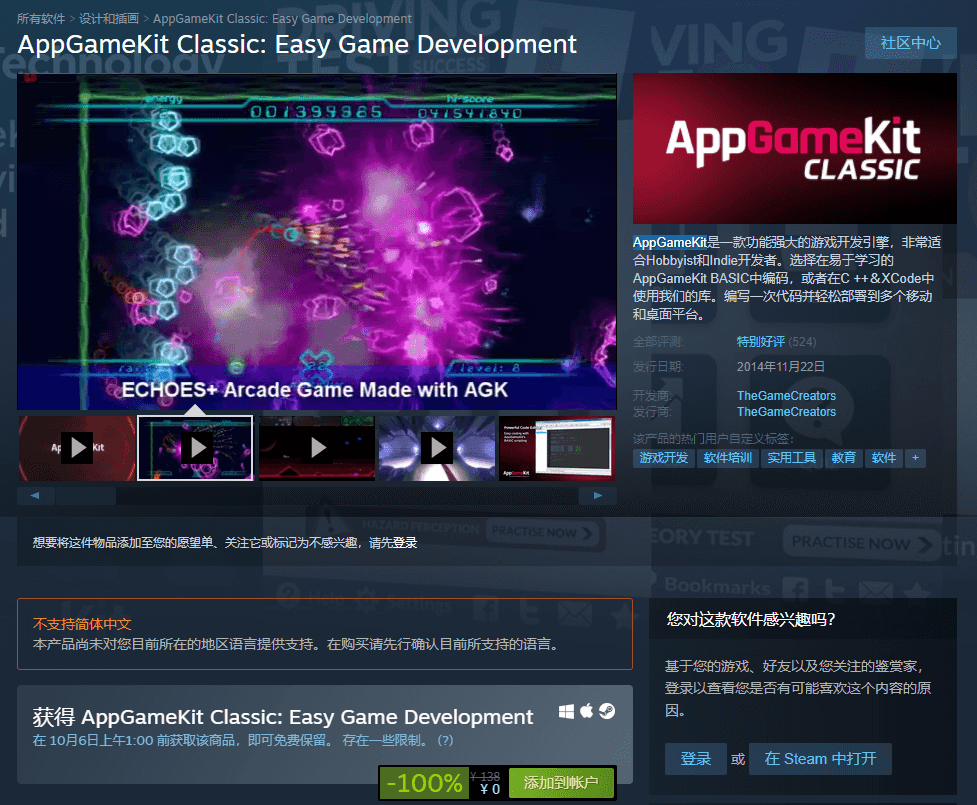 所有软件 > 设计和插画 > AppGameKit Classic: Easy Game Development
AppGameKit Classic: Easy Game Development
社区中心
energy
hi-score
001399385
041541840
level: 8
ECHOES+ Arcade Game Made with AGK
AppGameKit
CLASSIC
AppGameKit是一款功能强大的游戏开发引擎，非常适
合Hobbyist和Indie开发者。选择在易于学习的
AppGameKit BASIC中编码，或者在C ++＆XCode中
使用我们的库。编写一次代码并轻松部署到多个移动
和桌面平台。
全部评测: 特别好评 (524)
发行日期: 2014年11月22日
开发商: TheGameCreators
发行商: TheGameCreators
该产品的热门用户自定义标签:
游戏开发 软件培训 实用工具 教育 软件 +
想要将这件物品添加至您的愿望单、关注它或标记为不感兴趣，请先登录
HAZARD PERCEPTION
PRACTISE NOW
EORY TEST
PRACTISE NOW
Bookmarks
Help
Settings
不支持简体中文
本产品尚未对您目前所在的地区语言提供支持。在购买请先行确认目前所支持的语言。
获得 AppGameKit Classic: Easy Game Development
在 10月6日上午1:00 前获取该商品，即可免费保留。 存在一些限制。 (?)
-100%
¥ 138
¥ 0
添加到帐户
您对这款软件感兴趣吗?
基于您的游戏、好友以及您关注的鉴赏家，
登录以查看您是否有可能喜欢这个内容的原
因。
登录 或 在 Steam 中打开